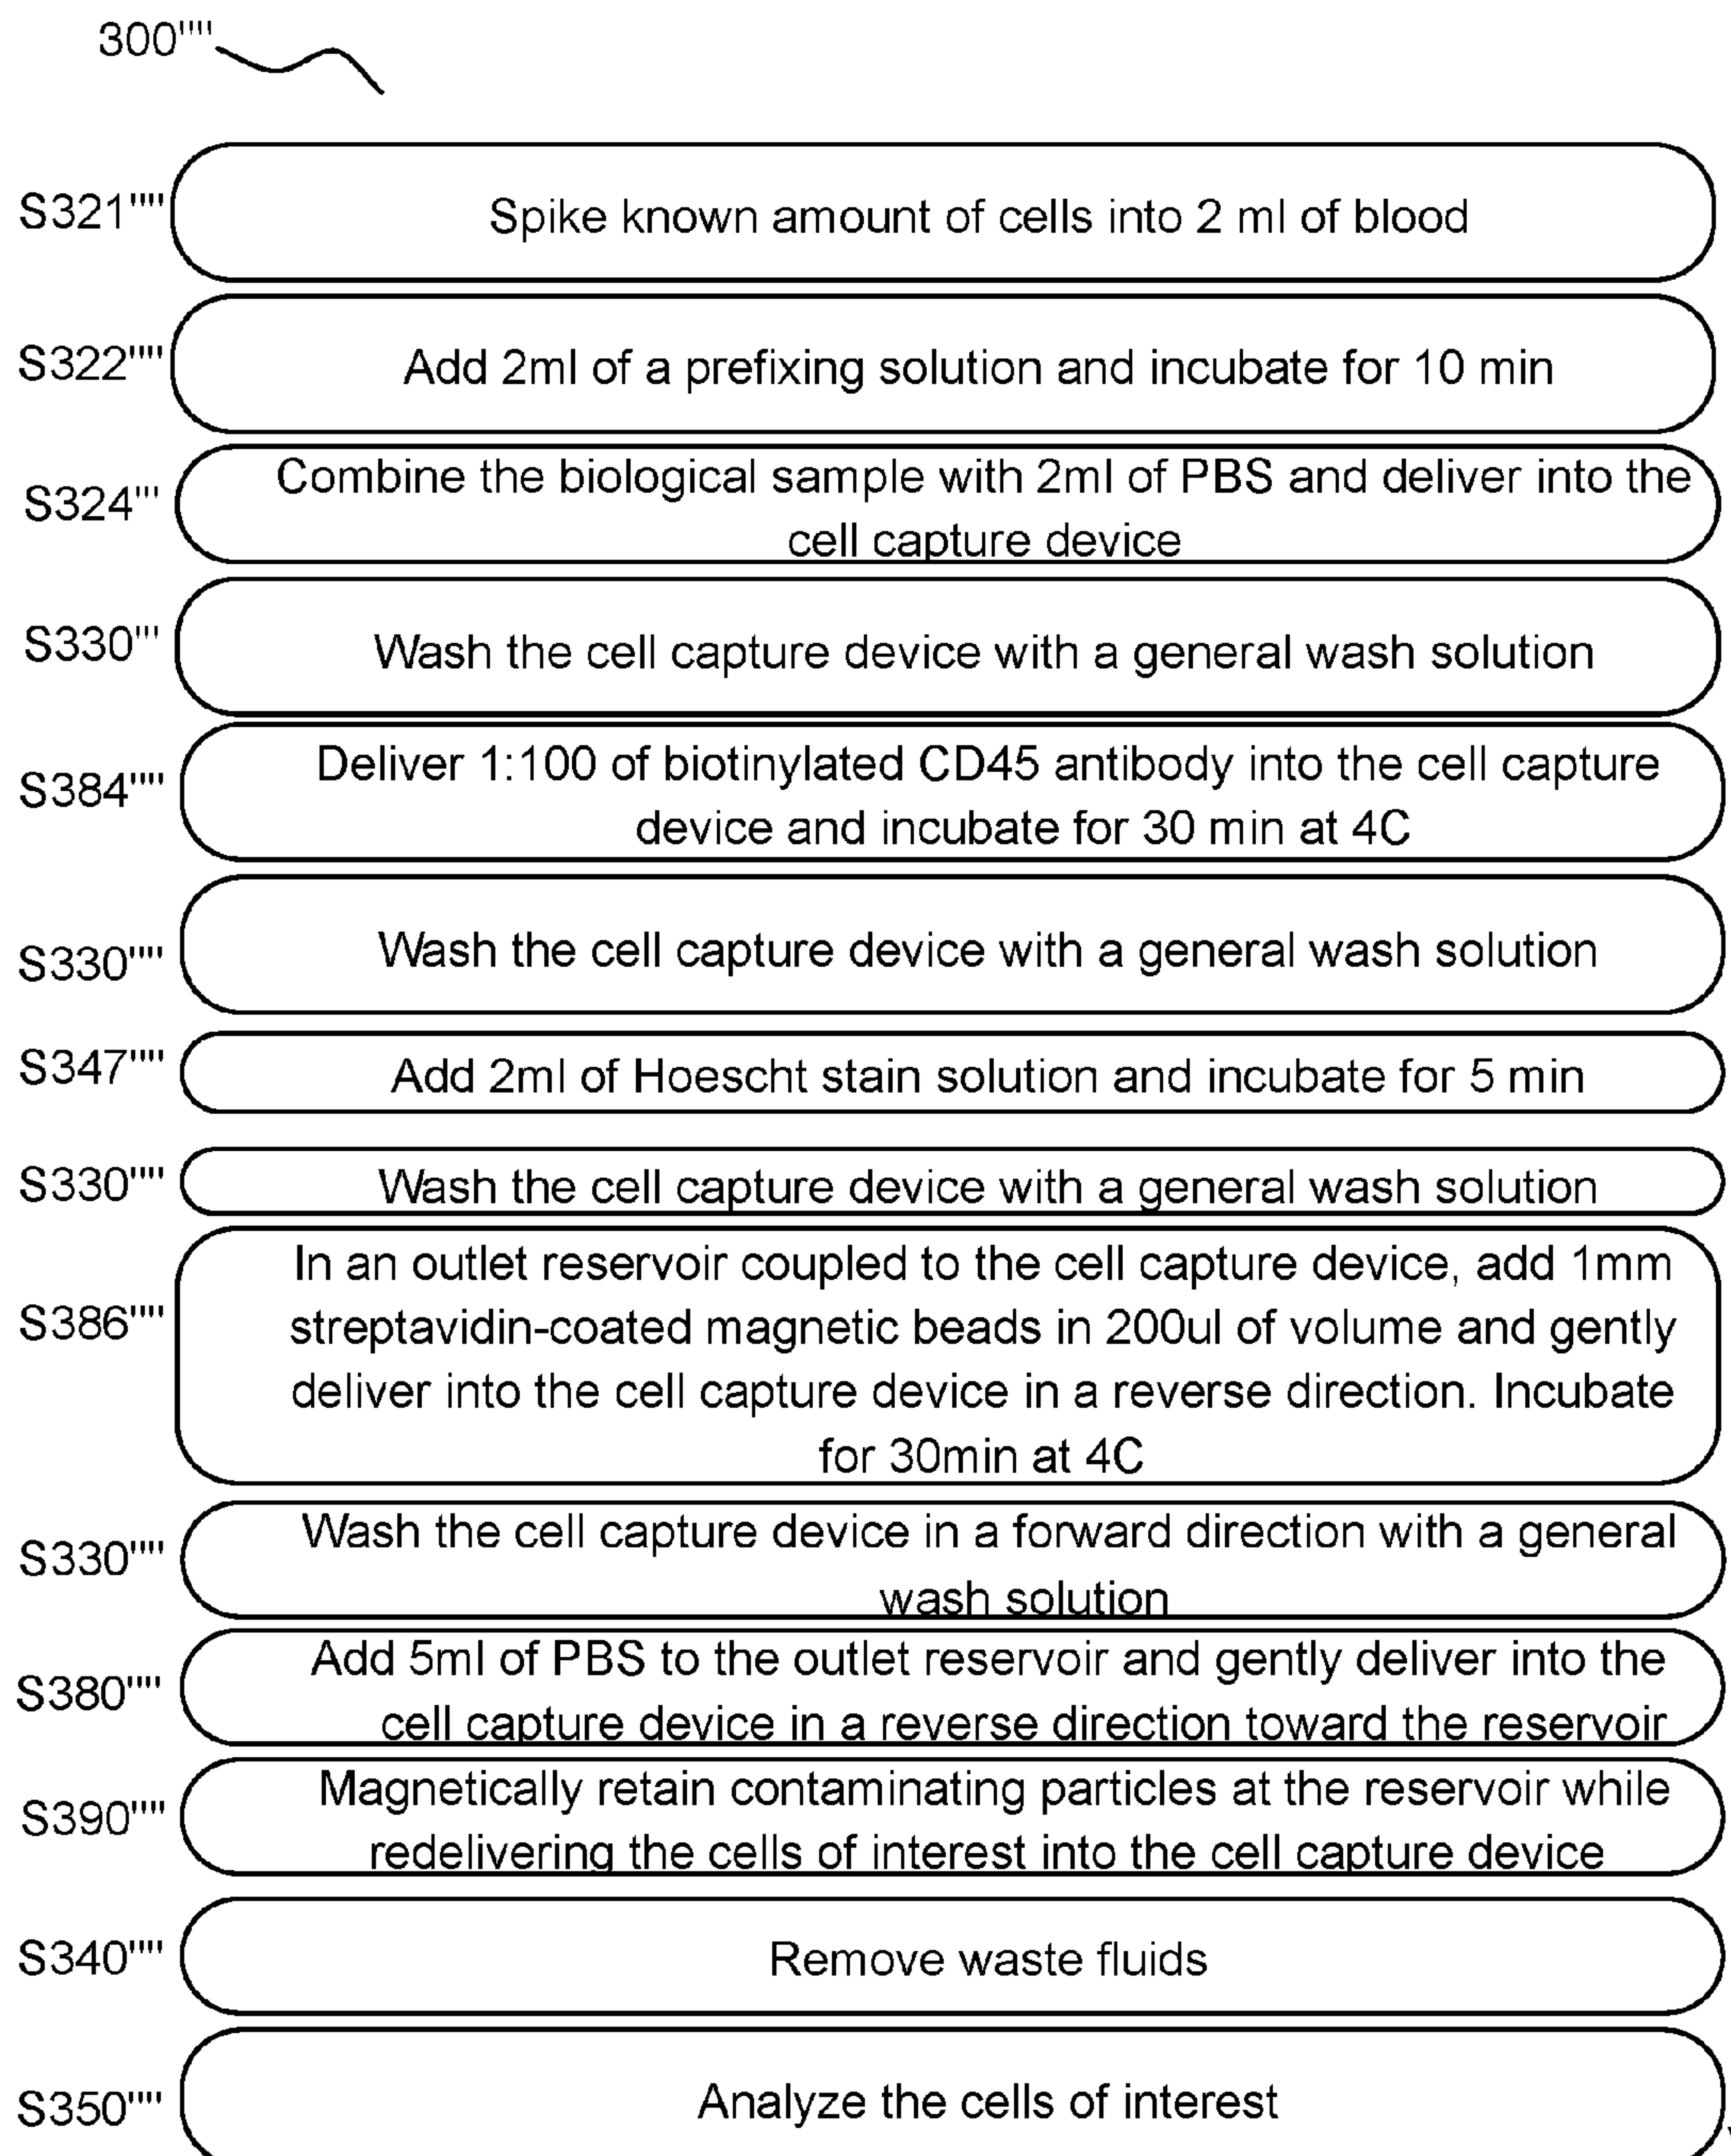 300''''
S321''''
Spike known amount of cells into 2 ml of blood
S322''''
Add 2ml of a prefixing solution and incubate for 10 min
S324'''
Combine the biological sample with 2ml of PBS and deliver into the
cell capture device
S330'''
Wash the cell capture device with a general wash solution
S384''''
Deliver 1:100 of biotinylated CD45 antibody into the cell capture
device and incubate for 30 min at 4C
S330''''
Wash the cell capture device with a general wash solution
S347''''
Add 2ml of Hoescht stain solution and incubate for 5 min
S330''''
Wash the cell capture device with a general wash solution
S386''''
In an outlet reservoir coupled to the cell capture device, add 1mm
streptavidin-coated magnetic beads in 200ul of volume and gently
deliver into the cell capture device in a reverse direction. Incubate
for 30min at 4C
S330''''
Wash the cell capture device in a forward direction with a general
wash solution
S380''''
Add 5ml of PBS to the outlet reservoir and gently deliver into the
cell capture device in a reverse direction toward the reservoir
S390''''
Magnetically retain contaminating particles at the reservoir while
redelivering the cells of interest into the cell capture device
S340''''
Remove waste fluids
S350''''
Analyze the cells of interest